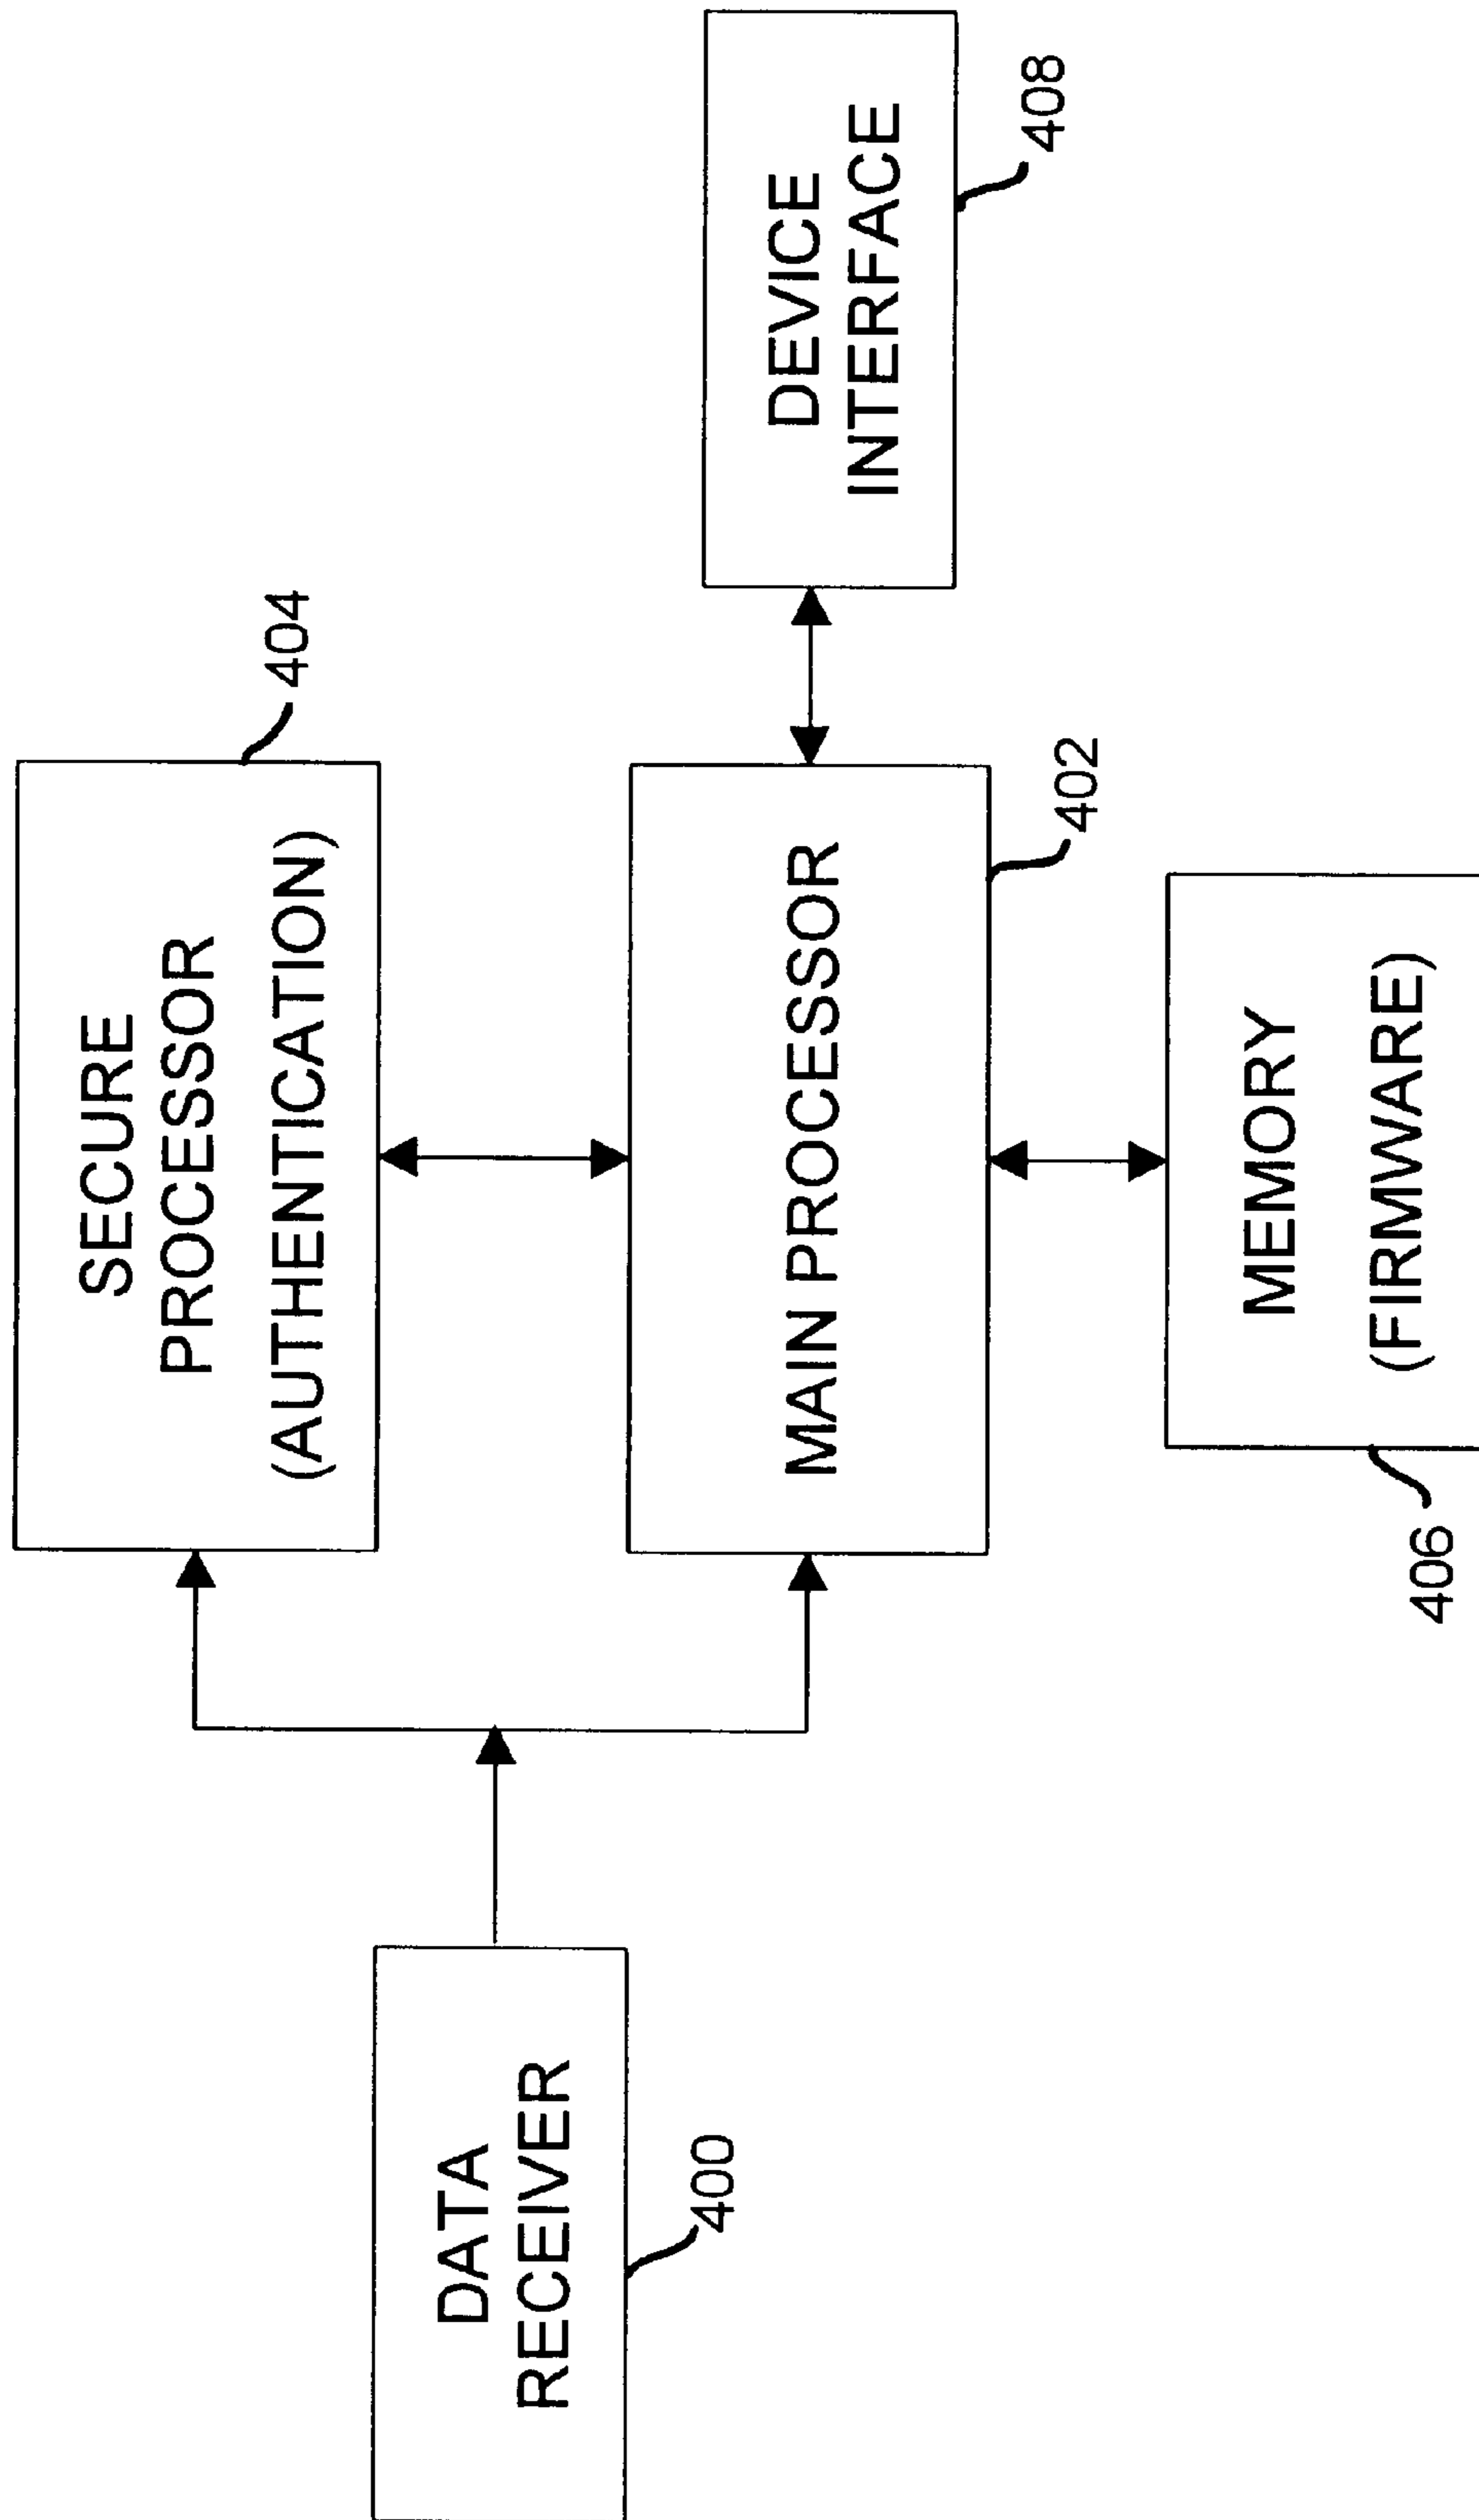 SECURE
PROCESSOR
(AUTHENTICATION)
404
DATA
RECEIVER
400
MAIN PROCESSOR
402
DEVICE
INTERFACE
408
MEMORY
(FIRMWARE)
406